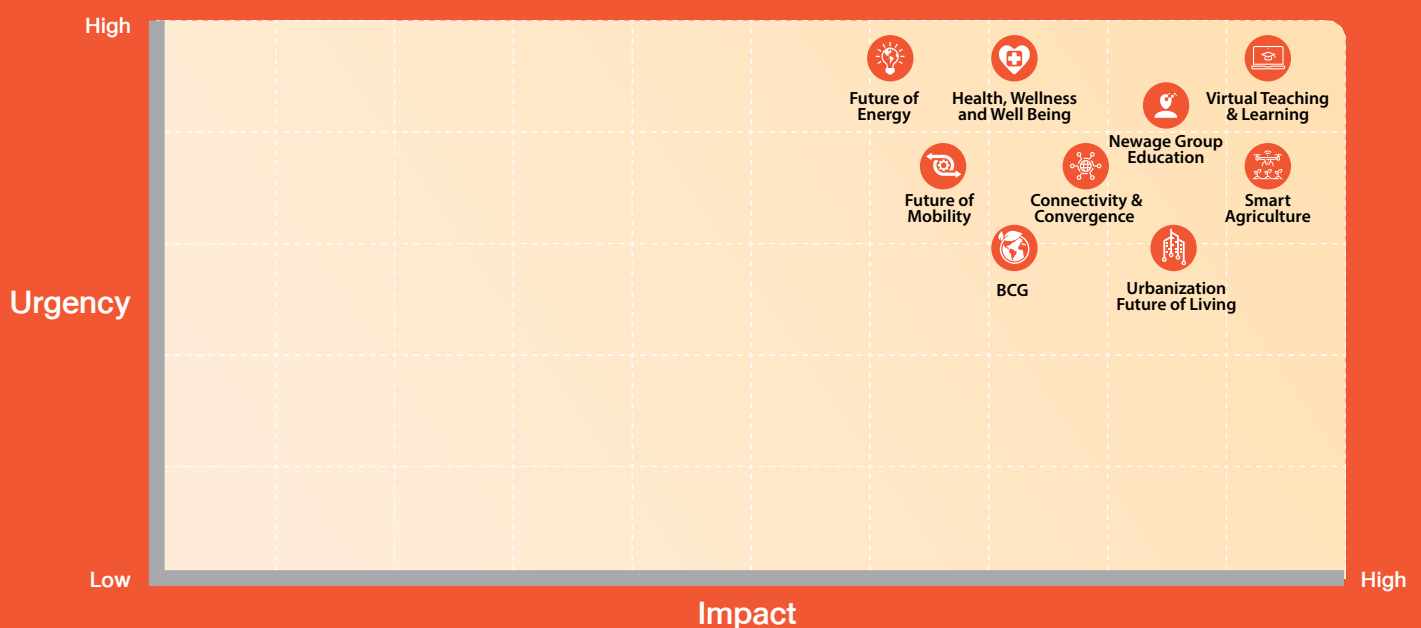 High
Future of
Energy
Health, Wellness
and Well Being
Virtual Teaching
& Learning
Newage Group
Education
Future of
Mobility
Connectivity &
Convergence
Smart
Agriculture
BCG
Urbanization
Future of Living
Urgency
Low
High
Impact